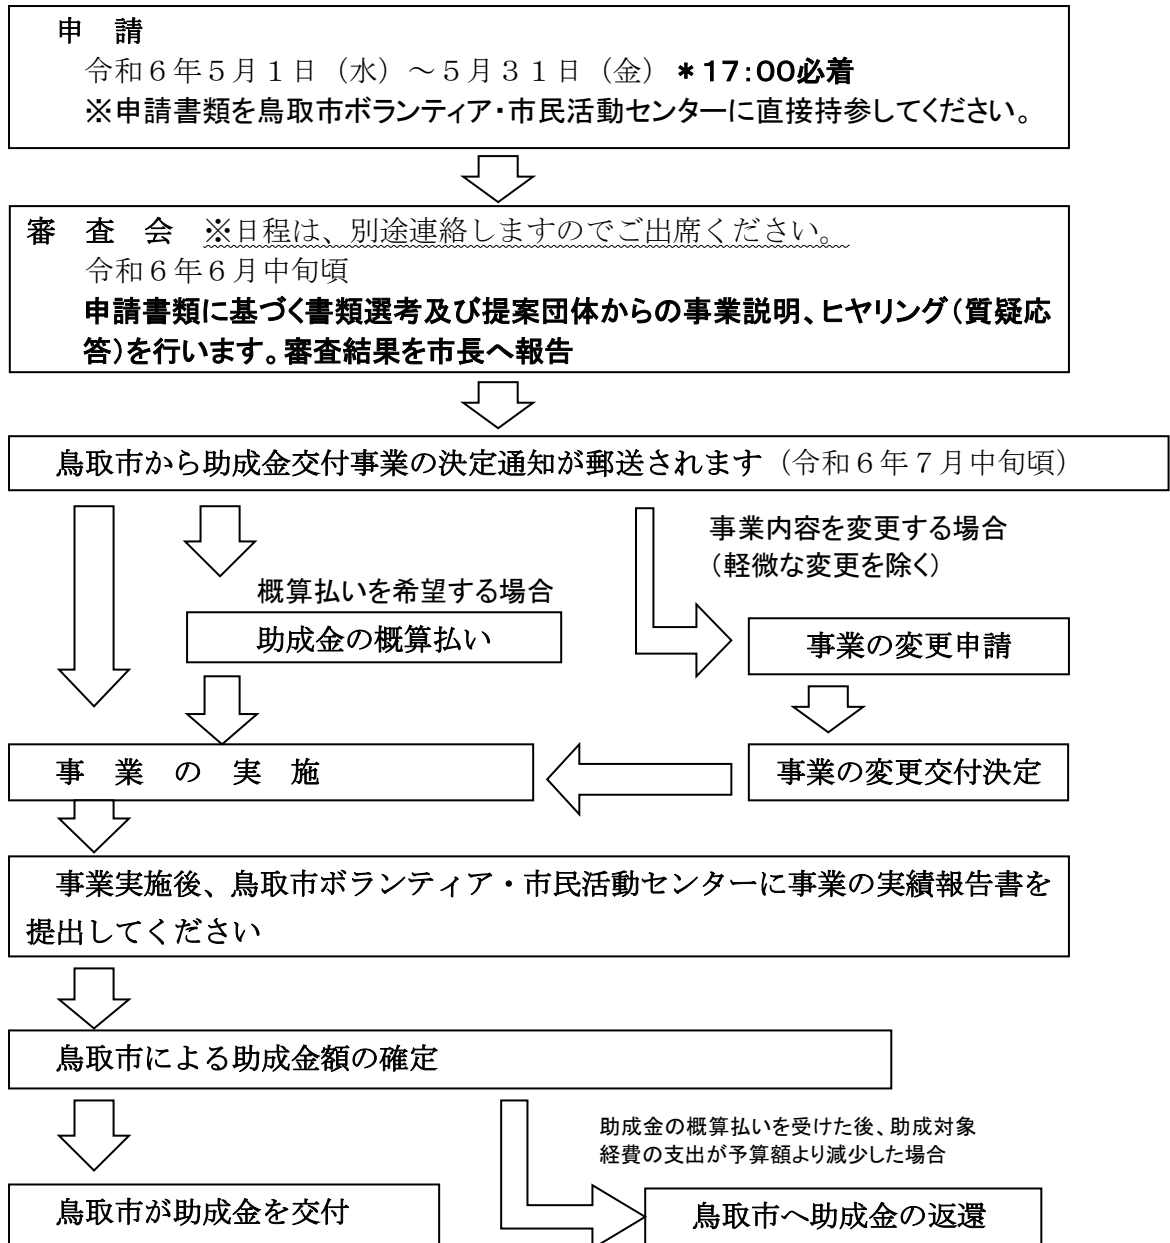 申　請
令和６年５月１日（水）～５月３１日（金）＊17：00必着
※申請書類を鳥取市ボランティア・市民活動センターに直接持参してください。
審　査　会　※日程は、別途連絡しますのでご出席ください。
令和６年６月中旬頃
申請書類に基づく書類選考及び提案団体からの事業説明、ヒヤリング（質疑応
答）を行います。審査結果を市長へ報告
鳥取市から助成金交付事業の決定通知が郵送されます（令和６年７月中旬頃）
事業内容を変更する場合
（軽微な変更を除く）
概算払いを希望する場合
助成金の概算払い
事業の変更申請
事　業　の　実　施
事業の変更交付決定
事業実施後、鳥取市ボランティア・市民活動センターに事業の実績報告書を
提出してください
鳥取市による助成金額の確定
助成金の概算払いを受けた後、助成対象
経費の支出が予算額より減少した場合
鳥取市が助成金を交付
鳥取市へ助成金の返還